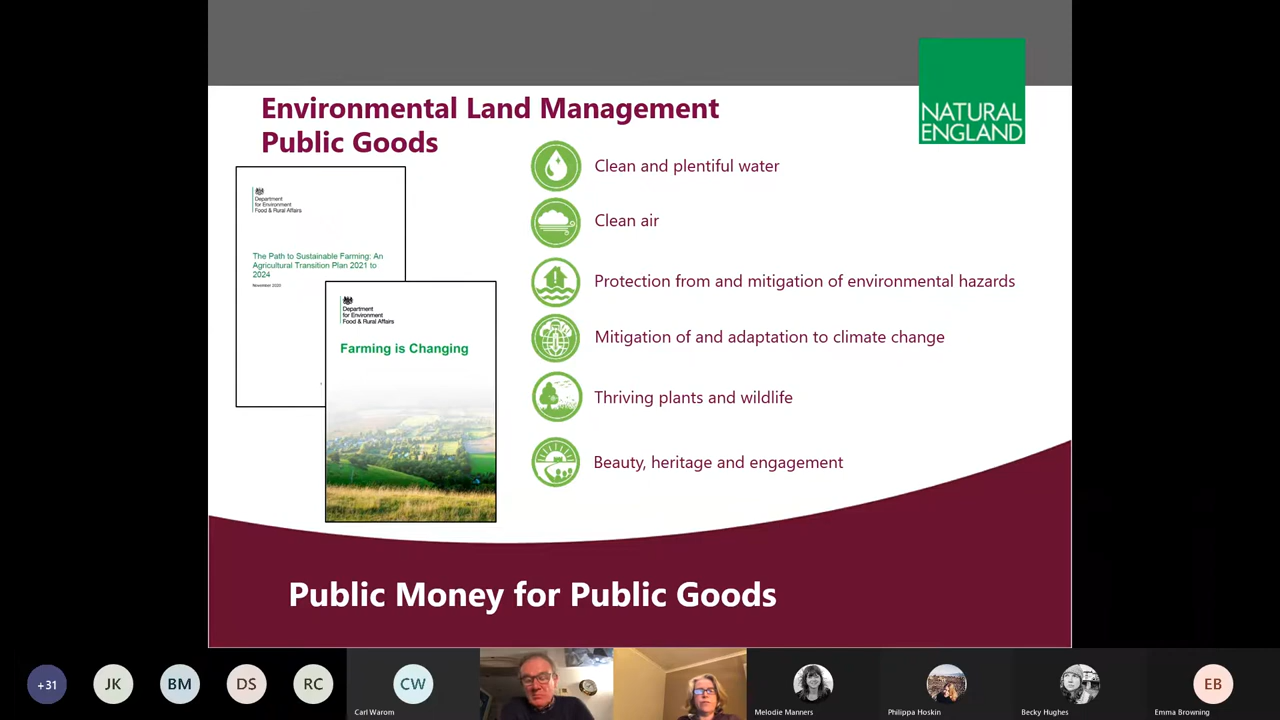 Environmental Land Management
Public Goods
NATURAL
ENGLAND
Department
for Environment
Food & Rural Affairs
The Path to Sustainable Farming: An
Agricultural Transition Plan 2021 to
2024
November 2020
Department
for Environment
Food & Rural Affairs
Farming is Changing
Clean and plentiful water
Clean air
Protection from and mitigation of environmental hazards
Mitigation of and adaptation to climate change
Thriving plants and wildlife
Beauty, heritage and engagement
Public Money for Public Goods
+31
JK
BM
DS
RC
CW
Carl Warom
Melodie Manners
Philippa Hoskin
Becky Hughes
EB
Emma Browning